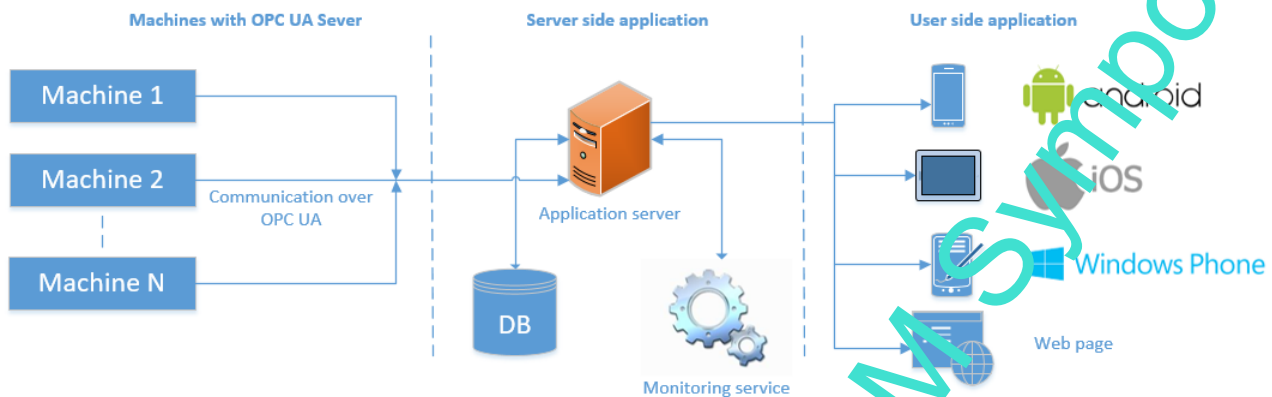 Machines with OPC UA Sever
Server side application
User side application
Machine 1
Machine 2
Machine N
Communication over
OPC UA
Application server
DB
Monitoring service
android
iOS
Windows Phone
Web page
M Sympo